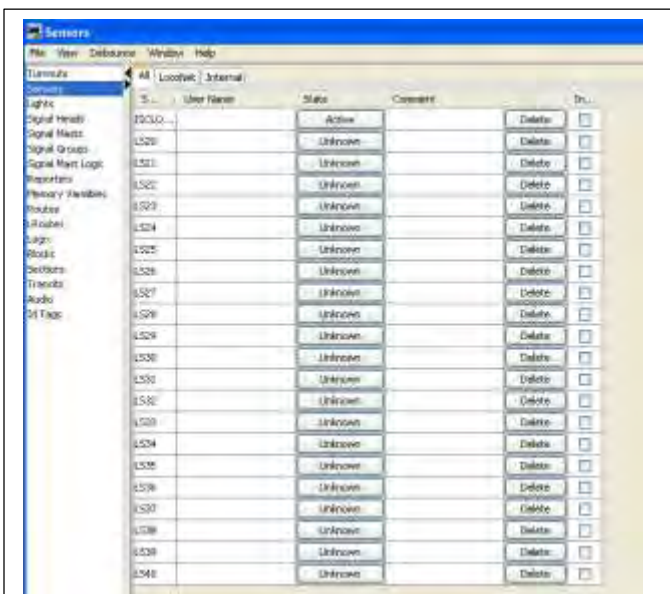 Sensors
File View Debounce Window Help
Turnouts
Sensors
Lights
Signal Heads
Signal Masts
Signal Groups
Signal Mast Logic
Reporters
Memory Variables
Routes
LRoutes
Logix
Blocks
Sections
Transits
Audio
Id Tags
All LocoNet Internal
S... User Name State Comment In...
ISCLO... Active Delete
LS20 Unknown Delete
LS21 Unknown Delete
LS22 Unknown Delete
LS23 Unknown Delete
LS24 Unknown Delete
LS25 Unknown Delete
LS26 Unknown Delete
LS27 Unknown Delete
LS28 Unknown Delete
LS29 Unknown Delete
LS30 Unknown Delete
LS31 Unknown Delete
LS32 Unknown Delete
LS33 Unknown Delete
LS34 Unknown Delete
LS35 Unknown Delete
LS36 Unknown Delete
LS37 Unknown Delete
LS38 Unknown Delete
LS39 Unknown Delete
LS40 Unknown Delete